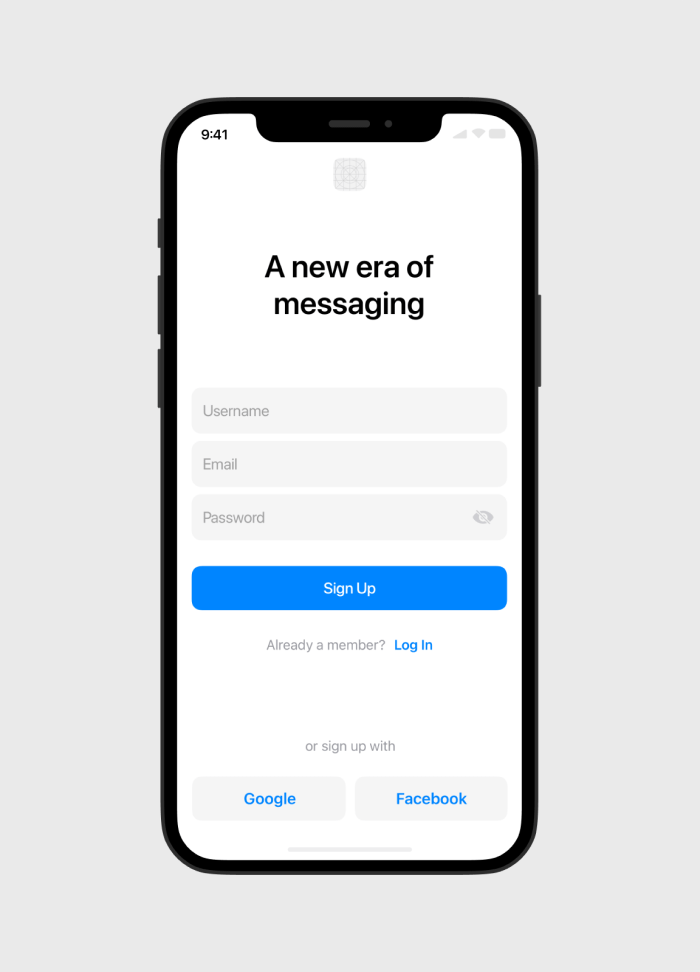 9:41
A new era of
messaging
Username
Email
Password
Sign Up
Already a member? Log In
or sign up with
Google Facebook